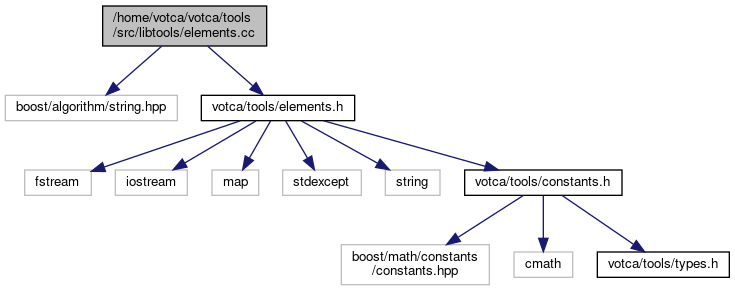 /home/votca/votca/tools
/src/libtools/elements.cc
boost/algorithm/string.hpp
votca/tools/elements.h
fstream
iostream
map
stdexcept
string
votca/tools/constants.h
boost/math/constants
/constants.hpp
cmath
votca/tools/types.h